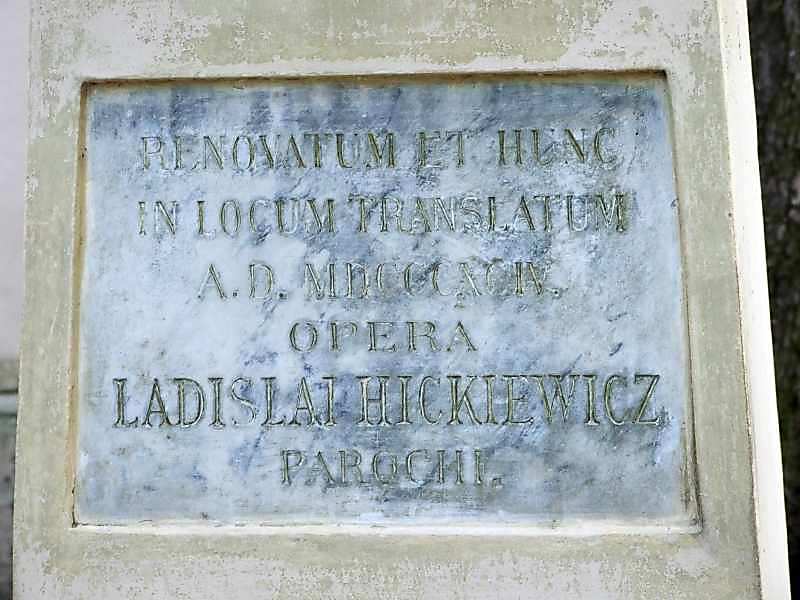 RENOVATUM ET HUNC
IN LOCUM TRANSLATUM
A.D. MDCCCXCIV.
OPERA
LADISLAI HICKIEWICZ
PAROCHI.